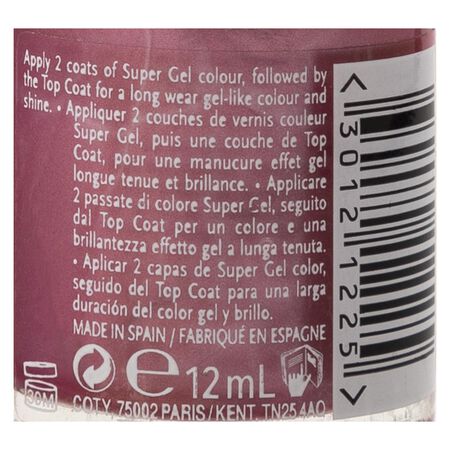 Apply 2 coats of Super Gel colour, followed by
the Top Coat for a long wear gel-like colour and
shine. • Appliquer 2 couches de vernis couleur
Super Gel, puis une couche de Top
Coat, pour une manucure effet gel
longue tenue et brillance. • Applicare
2 passate di colore Super Gel, seguito
dal Top Coat per un colore e una
brillantezza effetto gel a lunga tenuta.
• Aplicar 2 capas de Super Gel color,
seguido del Top Coat para una larga
duración del color gel y brillo.
MADE IN SPAIN / FABRIQUÉ EN ESPAGNE
30M e 12mL
COTY, 75002 PARIS/KENT, TN25 4AQ
<30121225>